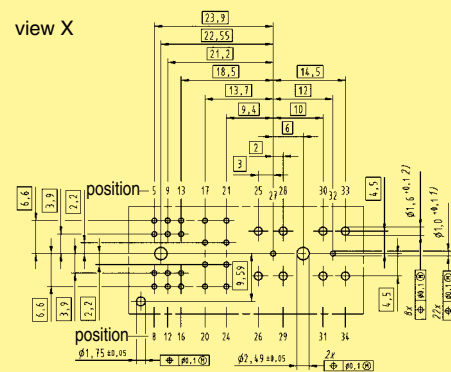 view X
23,9
22,55
21,2
18,5
14,5
13,7
12
9,4
10
6
2
3
27
32
position 5 9 13 17 21 25 28 30 33
6,6
3,9
2,2
4,5
ø1,6 +0,1 2)
ø1,0 +0,1 1)
9,59
6,6
3,9
2,2
4,5
8x
ø0,1 Ⓜ
22x
ø0,1 Ⓜ
position 8 12 16 20 24 26 29 31 34
ø1,75 ±0,05
ø0,1 Ⓜ
ø2,49 ±0,05
2x
ø0,1 Ⓜ